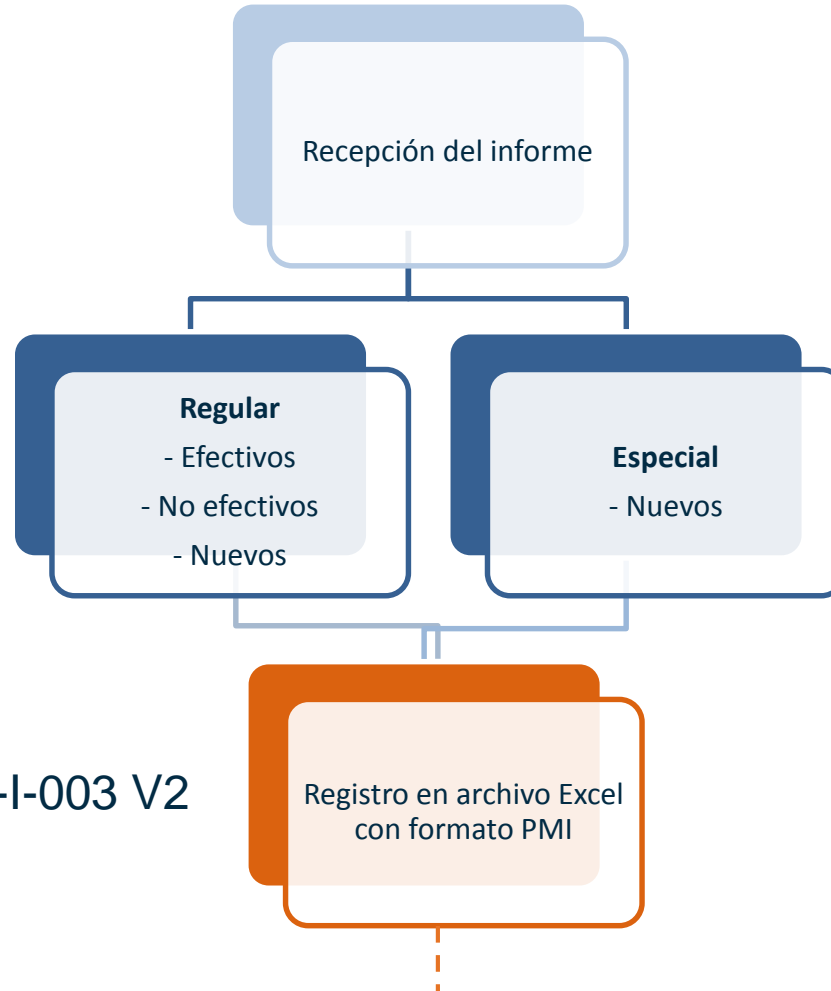 Recepción del informe
Regular
- Efectivos
- No efectivos
- Nuevos
Especial
- Nuevos
-I-003 V2
Registro en archivo Excel
con formato PMI